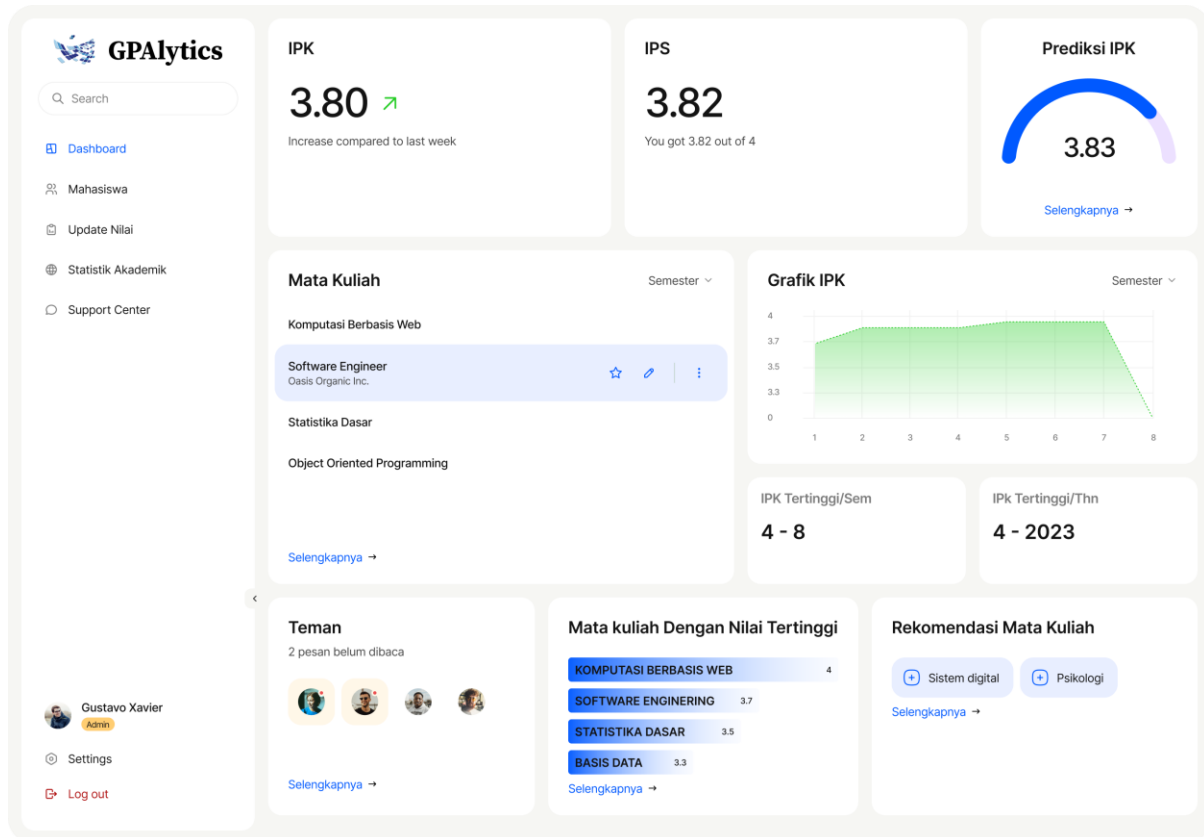 GPAlytics
Search
Dashboard
Mahasiswa
Update Nilai
Statistik Akademik
Support Center
Gustavo Xavier
Admin
Settings
Log out
IPK
3.80
Increase compared to last week
IPS
3.82
You got 3.82 out of 4
Prediksi IPK
3.83
Selengkapnya →
Mata Kuliah
Semester
Komputasi Berbasis Web
Software Engineer
Oasis Organic Inc.
Statistika Dasar
Object Oriented Programming
Selengkapnya →
Grafik IPK
Semester
4
3.7
3.5
3.3
0
1 2 3 4 5 6 7 8
IPK Tertinggi/Sem
4 - 8
IPk Tertinggi/Thn
4 - 2023
Teman
2 pesan belum dibaca
Selengkapnya →
Mata kuliah Dengan Nilai Tertinggi
KOMPUTASI BERBASIS WEB 4
SOFTWARE ENGINERING 3.7
STATISTIKA DASAR 3.5
BASIS DATA 3.3
Selengkapnya →
Rekomendasi Mata Kuliah
Sistem digital
Psikologi
Selengkapnya →